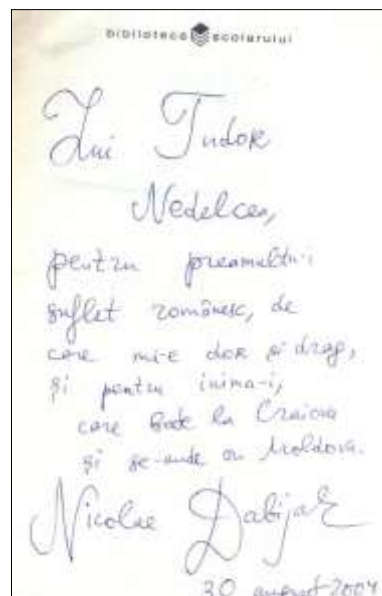 biblioteca școlarului
Lui Tudor
Nedelcea,
pentru preamultu-i
suflet românesc, de
care mi-e dor și drag,
și pentru inima-i,
care bate la Craiova
și se-aude în Moldova.
Nicolae Dabija
30 august 2004